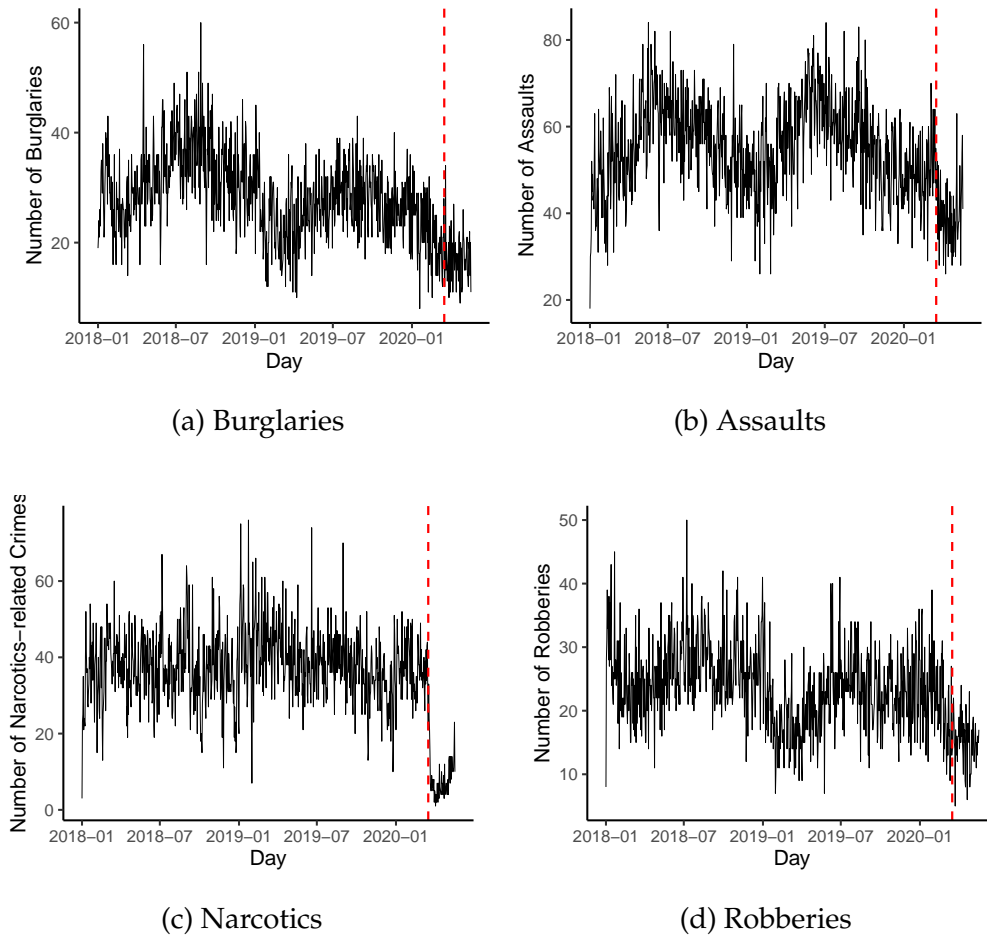 60
40
20
Number of Burglaries
2018−01 2018−07 2019−01 2019−07 2020−01
Day
(a) Burglaries
80
60
40
20
Number of Assaults
2018−01 2018−07 2019−01 2019−07 2020−01
Day
(b) Assaults
60
40
20
0
Number of Narcotics−related Crimes
2018−01 2018−07 2019−01 2019−07 2020−01
Day
(c) Narcotics
50
40
30
20
10
Number of Robberies
2018−01 2018−07 2019−01 2019−07 2020−01
Day
(d) Robberies